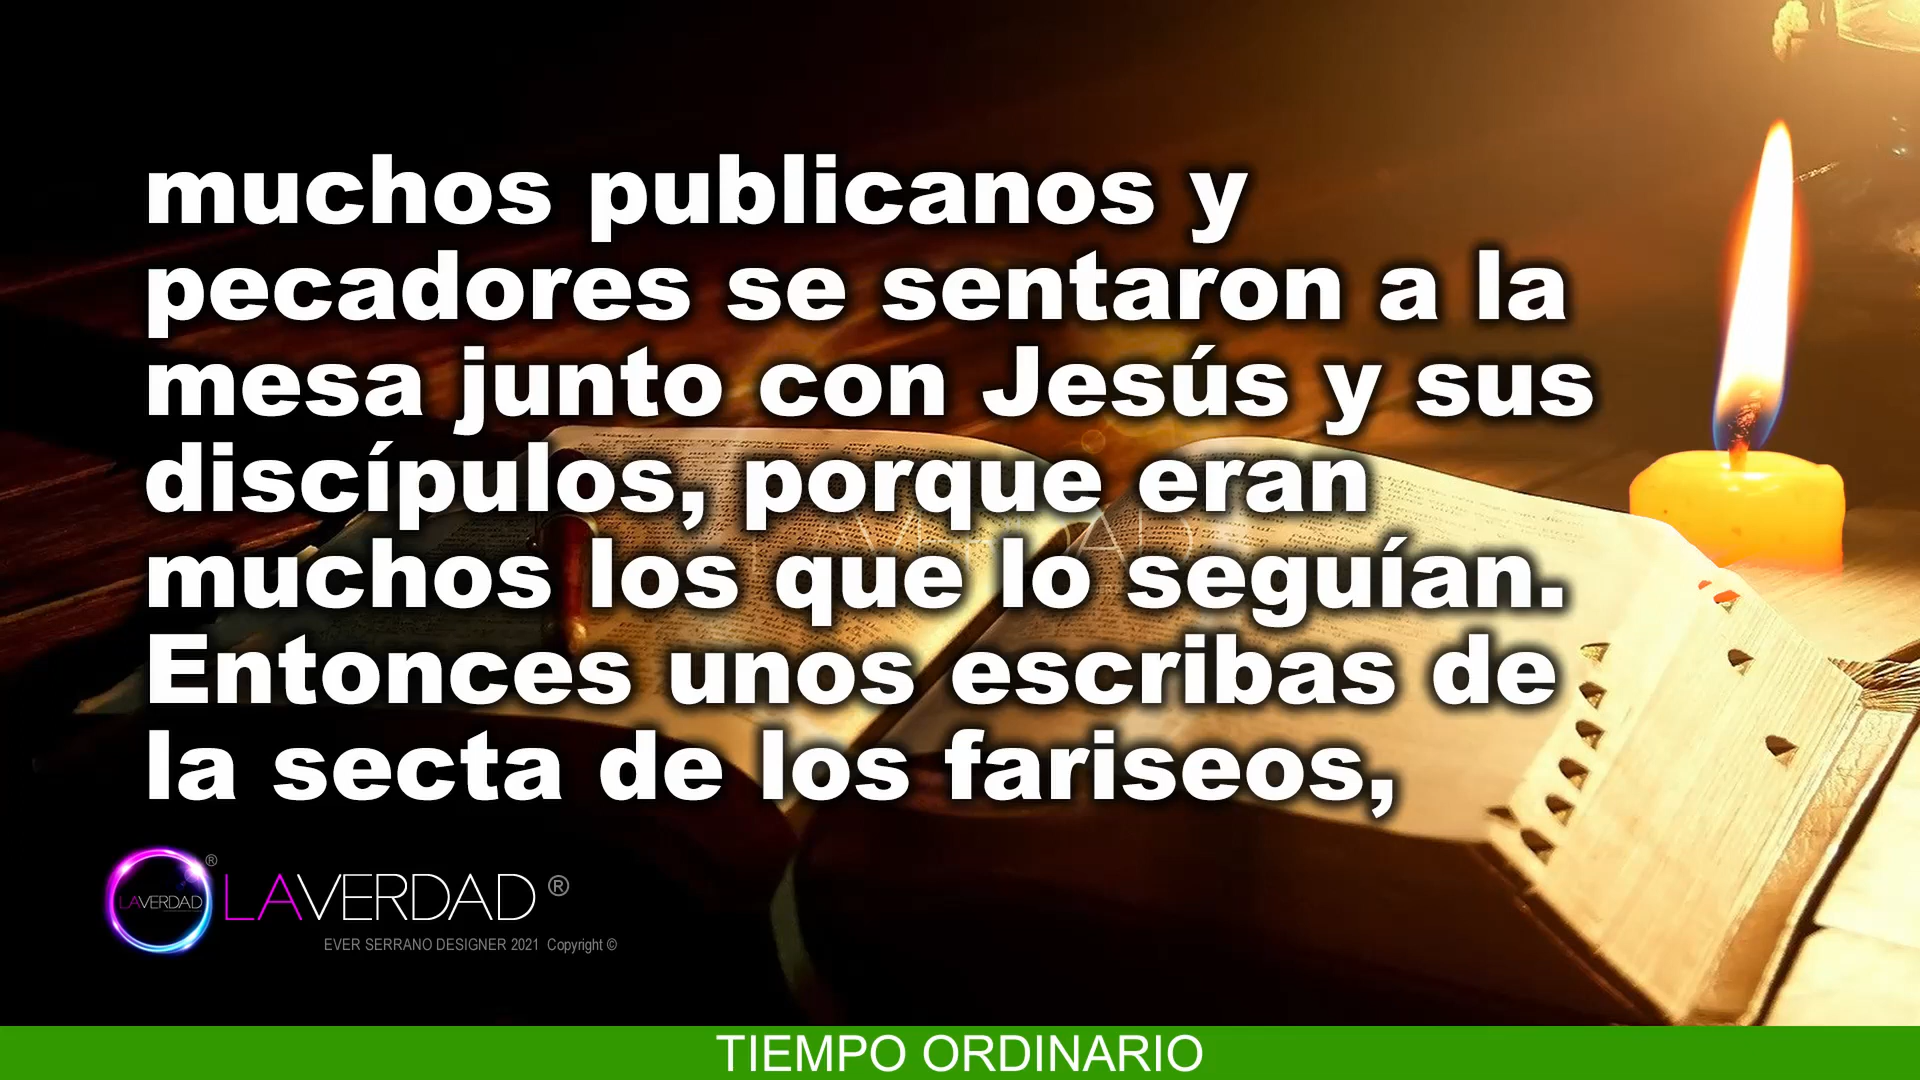 muchos publicanos y
pecadores se sentaron a la
mesa junto con Jesús y sus
discípulos, porque eran
muchos los que lo seguían.
Entonces unos escribas de
la secta de los fariseos,
LAVERDAD ®
LAVERDAD ®
EVER SERRANO DESIGNER 2021 Copyright ©
TIEMPO ORDINARIO